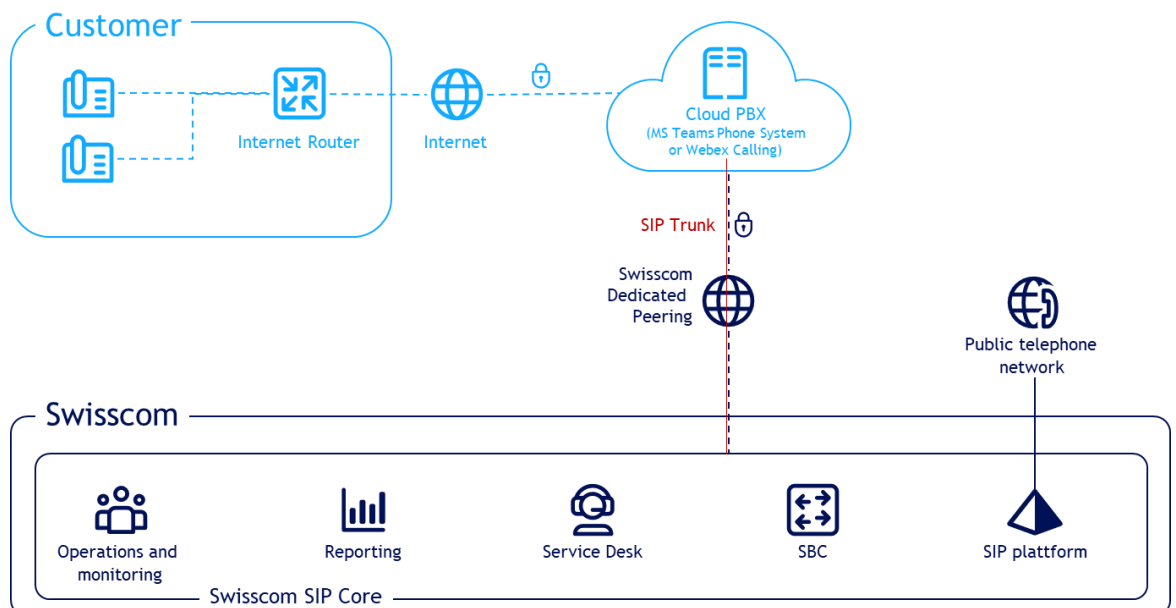 Customer
Internet Router
Internet
Cloud PBX
(MS Teams Phone System
or Webex Calling)
SIP Trunk
Swisscom
Dedicated
Peering
Public telephone
network
Swisscom
Operations and
monitoring
Reporting
Service Desk
SBC
SIP plattform
Swisscom SIP Core